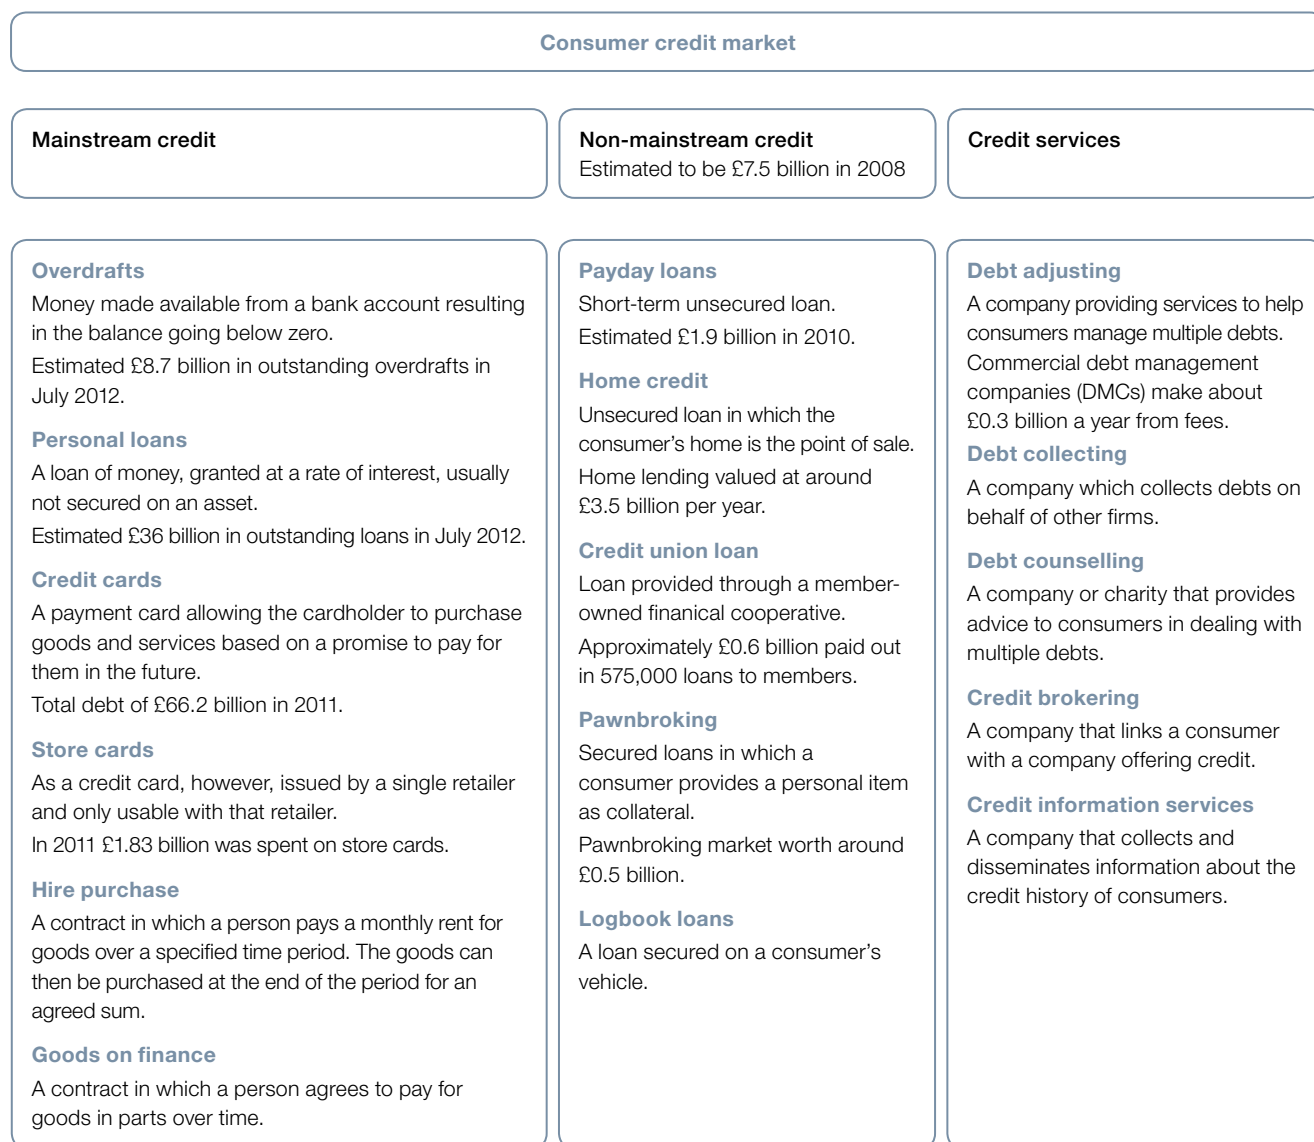 Consumer credit market
Mainstream credit
Non-mainstream credit
Estimated to be £7.5 billion in 2008
Credit services
Overdrafts
Money made available from a bank account resulting
in the balance going below zero.
Estimated £8.7 billion in outstanding overdrafts in
July 2012.
Personal loans
A loan of money, granted at a rate of interest, usually
not secured on an asset.
Estimated £36 billion in outstanding loans in July 2012.
Credit cards
A payment card allowing the cardholder to purchase
goods and services based on a promise to pay for
them in the future.
Total debt of £66.2 billion in 2011.
Store cards
As a credit card, however, issued by a single retailer
and only usable with that retailer.
In 2011 £1.83 billion was spent on store cards.
Hire purchase
A contract in which a person pays a monthly rent for
goods over a specified time period. The goods can
then be purchased at the end of the period for an
agreed sum.
Goods on finance
A contract in which a person agrees to pay for
goods in parts over time.
Payday loans
Short-term unsecured loan.
Estimated £1.9 billion in 2010.
Home credit
Unsecured loan in which the
consumer's home is the point of sale.
Home lending valued at around
£3.5 billion per year.
Credit union loan
Loan provided through a member-
owned finanical cooperative.
Approximately £0.6 billion paid out
in 575,000 loans to members.
Pawnbroking
Secured loans in which a
consumer provides a personal item
as collateral.
Pawnbroking market worth around
£0.5 billion.
Logbook loans
A loan secured on a consumer's
vehicle.
Debt adjusting
A company providing services to help
consumers manage multiple debts.
Commercial debt management
companies (DMCs) make about
£0.3 billion a year from fees.
Debt collecting
A company which collects debts on
behalf of other firms.
Debt counselling
A company or charity that provides
advice to consumers in dealing with
multiple debts.
Credit brokering
A company that links a consumer
with a company offering credit.
Credit information services
A company that collects and
disseminates information about the
credit history of consumers.